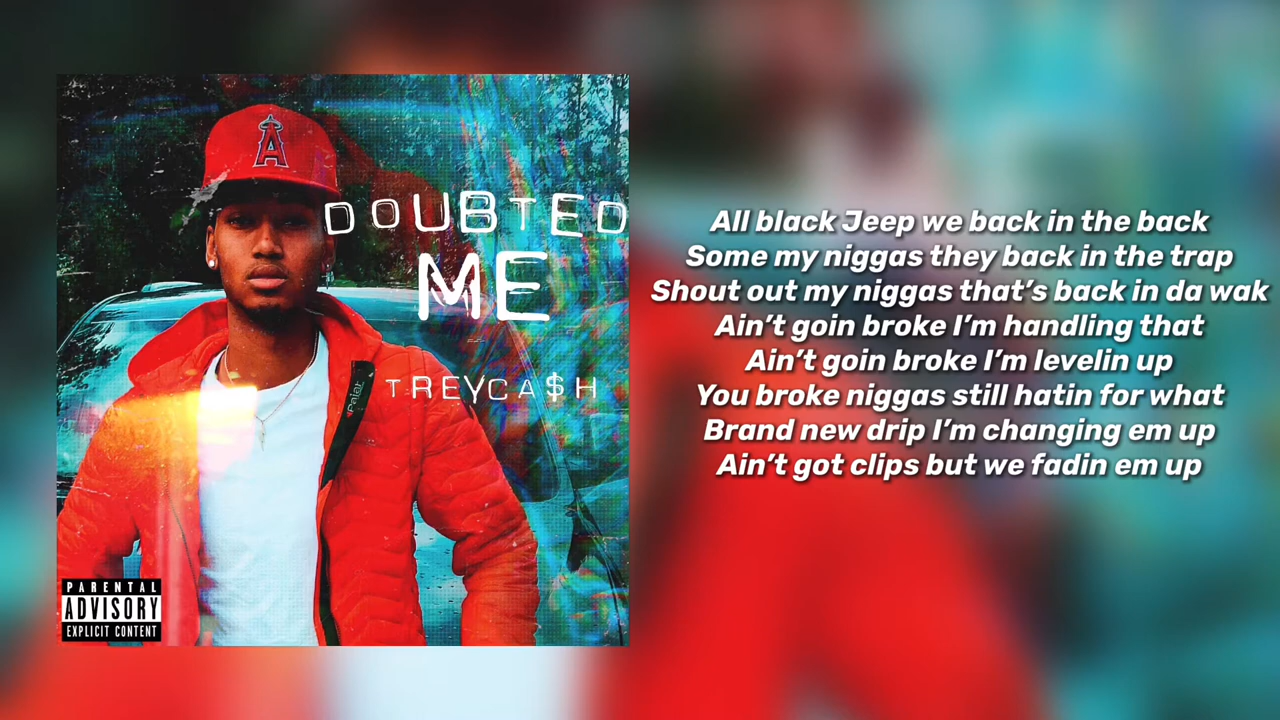 A
DOUBTED
ME
TREYCA$H
PARENTAL
ADVISORY
EXPLICIT CONTENT
All black Jeep we back in the back
Some my niggas they back in the trap
Shout out my niggas that's back in da wak
Ain't goin broke I'm handling that
Ain't goin broke I'm levelin up
You broke niggas still hatin for what
Brand new drip I'm changing em up
Ain't got clips but we fadin em up